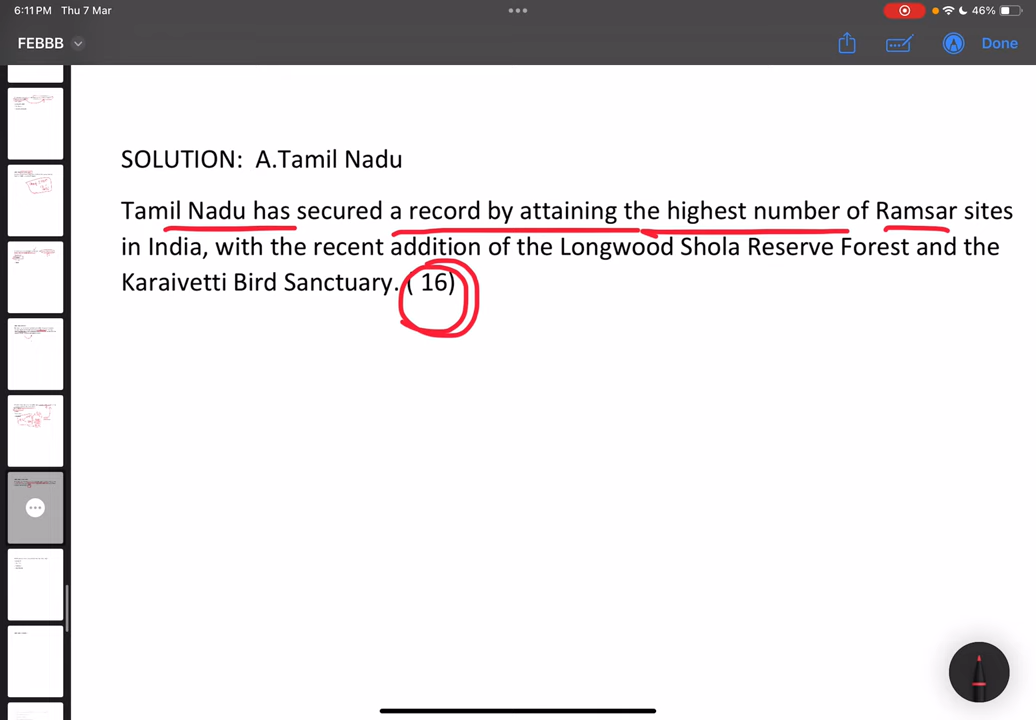 6:11 PM Thu 7 Mar
46%
FEBBB
Done
SOLUTION: A.Tamil Nadu
Tamil Nadu has secured a record by attaining the highest number of Ramsar sites
in India, with the recent addition of the Longwood Shola Reserve Forest and the
Karaivetti Bird Sanctuary. ( 16)